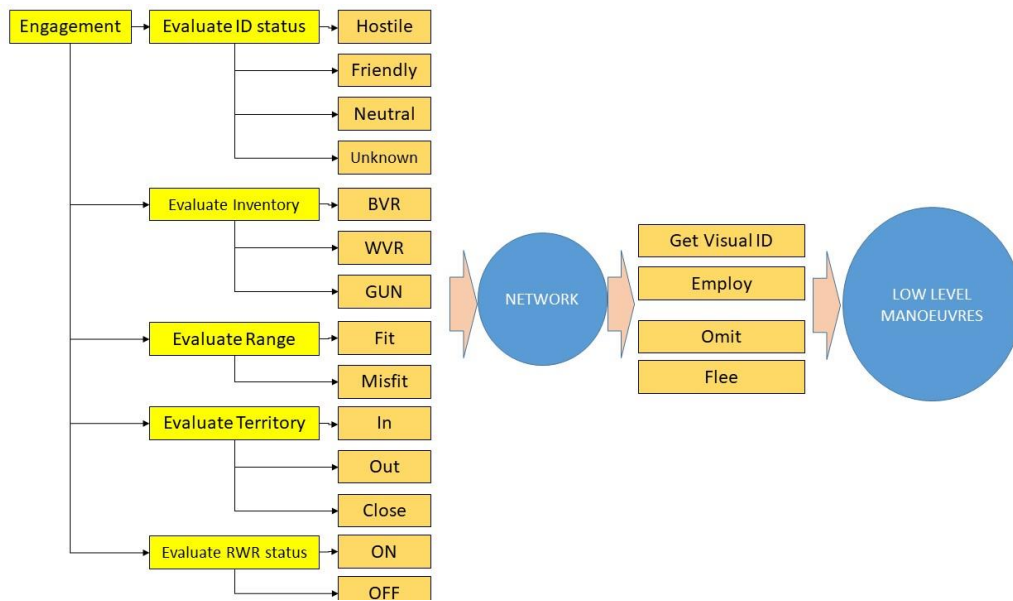 Engagement
Evaluate ID status
Hostile
Friendly
Neutral
Unknown
Evaluate Inventory
BVR
WVR
GUN
Evaluate Range
Fit
Misfit
Evaluate Territory
In
Out
Close
Evaluate RWR status
ON
OFF
NETWORK
Get Visual ID
Employ
Omit
Flee
LOW LEVEL
MANOEUVRES